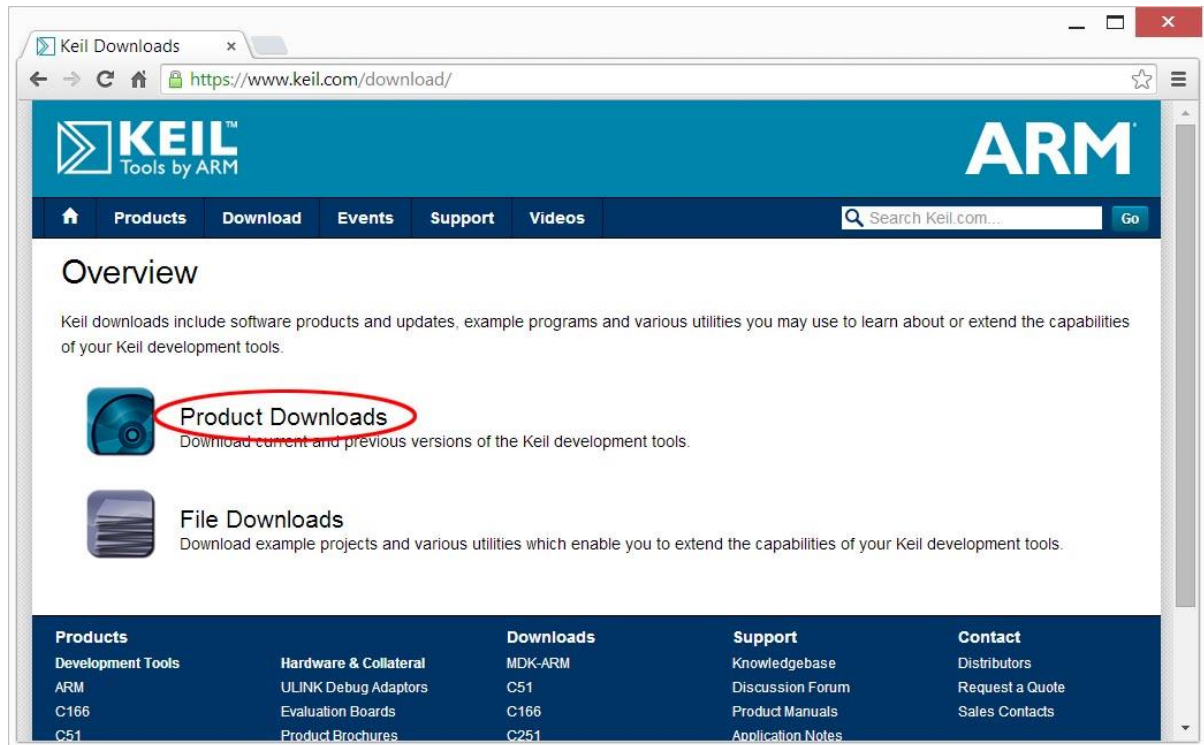 Keil Downloads
https://www.keil.com/download/
KEIL™
Tools by ARM
ARM®
Products Download Events Support Videos Search Keil.com... Go
Overview
Keil downloads include software products and updates, example programs and various utilities you may use to learn about or extend the capabilities
of your Keil development tools.
Product Downloads
Download current and previous versions of the Keil development tools.
File Downloads
Download example projects and various utilities which enable you to extend the capabilities of your Keil development tools.
Products Downloads Support Contact
Development Tools Hardware & Collateral MDK-ARM Knowledgebase Distributors
ARM ULINK Debug Adaptors C51 Discussion Forum Request a Quote
C166 Evaluation Boards C166 Product Manuals Sales Contacts
C51 Product Brochures C251 Application Notes